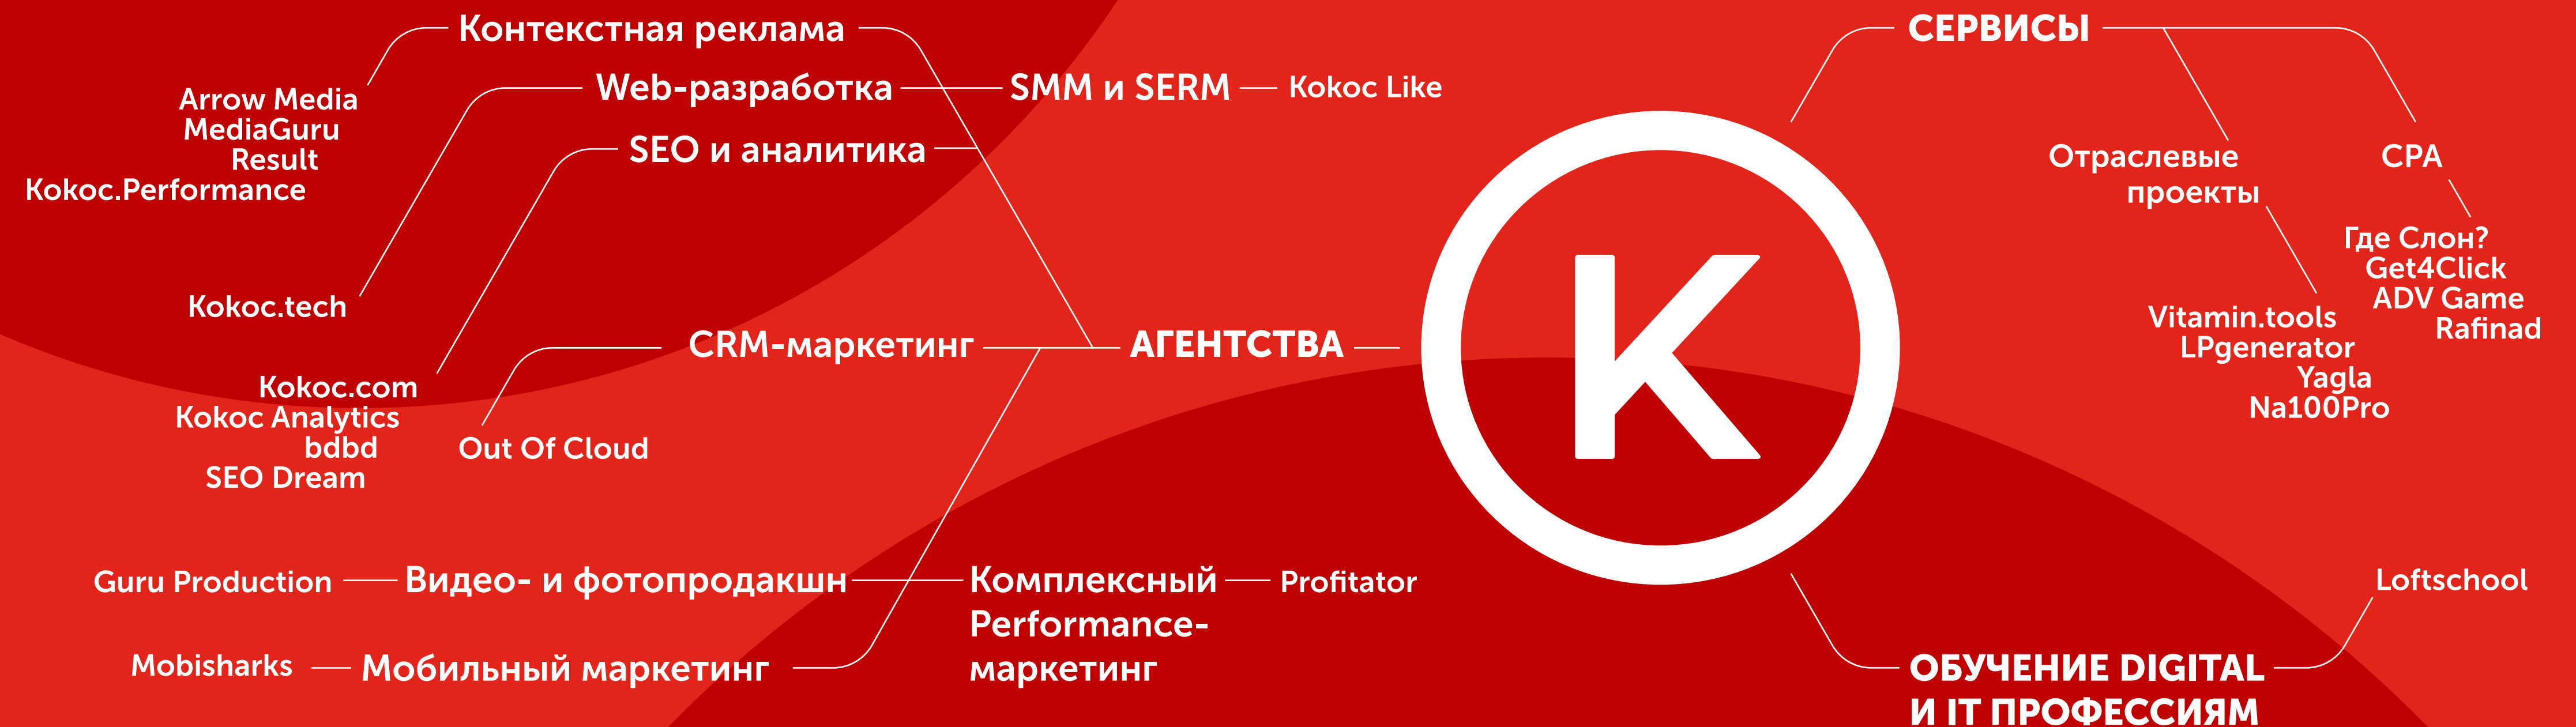 Контекстная реклама
Arrow Media
MediaGuru
Result
Kokoc.Performance
Web-разработка
Kokoc.tech
SMM и SERM
Kokoc Like
SEO и аналитика
Kokoc.com
Kokoc Analytics
bdbd
SEO Dream
CRM-маркетинг
Out Of Cloud
АГЕНТСТВА
Видео- и фотопродакшн
Guru Production
Комплексный
Performance-
маркетинг
Profitator
Мобильный маркетинг
Mobisharks
K
СЕРВИСЫ
Отраслевые
проекты
Vitamin.tools
LPgenerator
Yagla
Na100Pro
CPA
Где Слон?
Get4Click
ADV Game
Rafinad
ОБУЧЕНИЕ DIGITAL
И IT ПРОФЕССИЯМ
Loftschool